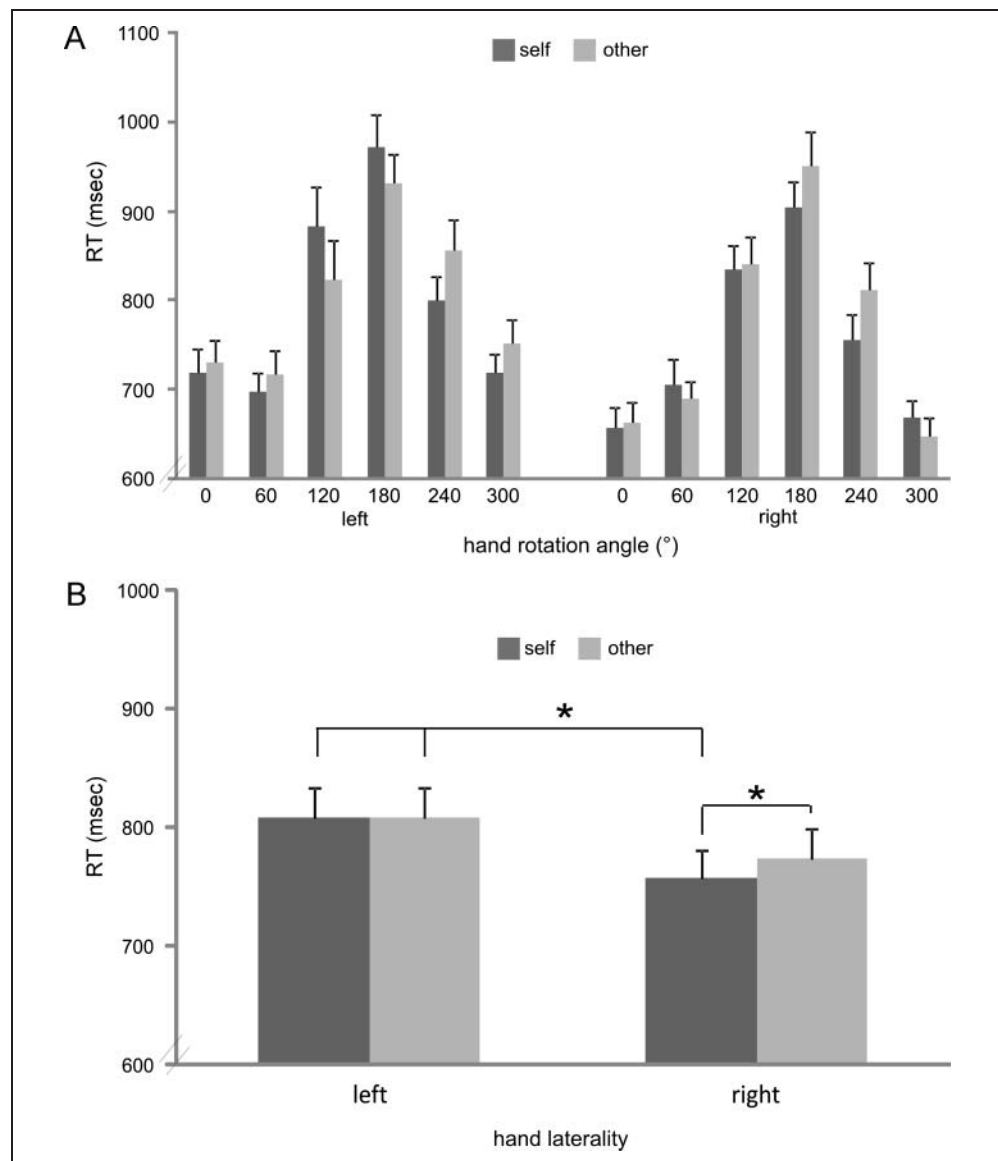 A
1100
self other
1000
900
800
700
600
RT (msec)
0 60 120 180 240 300 0 60 120 180 240 300
left right
hand rotation angle (°)
B
1000
self other
900
*
800
*
700
600
RT (msec)
left right
hand laterality